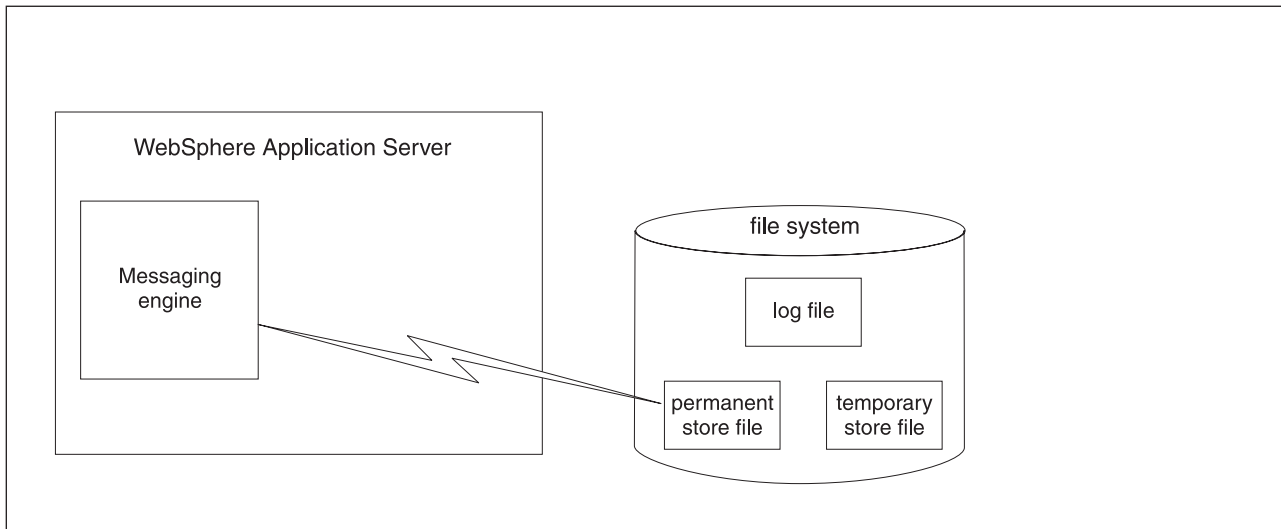 WebSphere Application Server
Messaging
engine
file system
log file
permanent
store file
temporary
store file